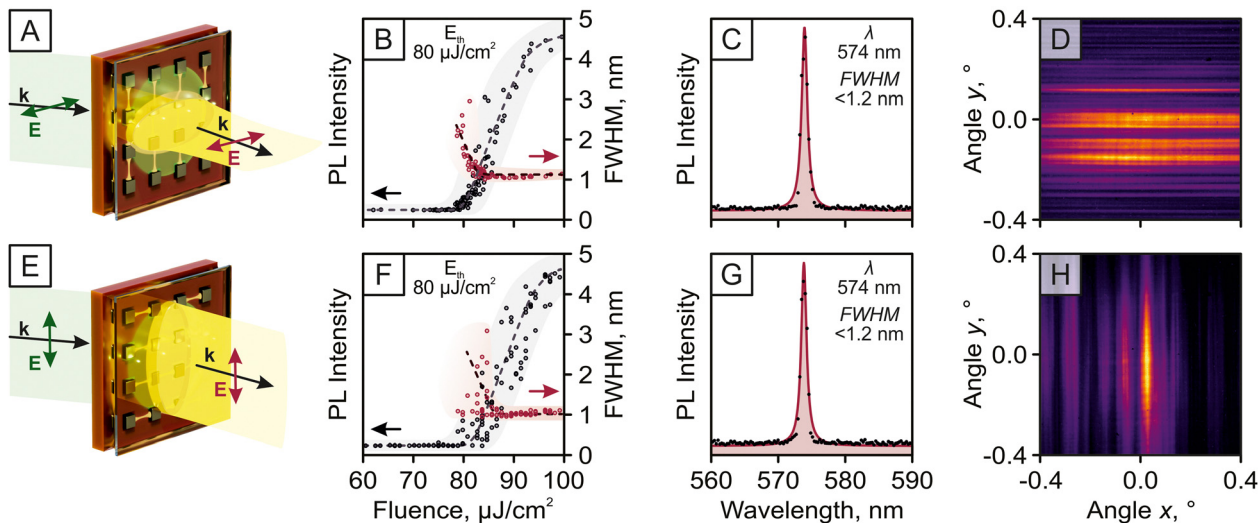 A
k
E
k
E
B
E_th
80 µJ/cm²
PL Intensity
5
4
3
2
1
0
FWHM, nm
C
λ
574 nm
FWHM
<1.2 nm
PL Intensity
D
Angle y, °
0.4
0.0
-0.4
E
k
E
k
E
F
E_th
80 µJ/cm²
PL Intensity
5
4
3
2
1
0
FWHM, nm
60 70 80 90 100
Fluence, µJ/cm²
G
λ
574 nm
FWHM
<1.2 nm
PL Intensity
560 570 580 590
Wavelength, nm
H
Angle y, °
0.4
0.0
-0.4
-0.4 0.0 0.4
Angle x, °